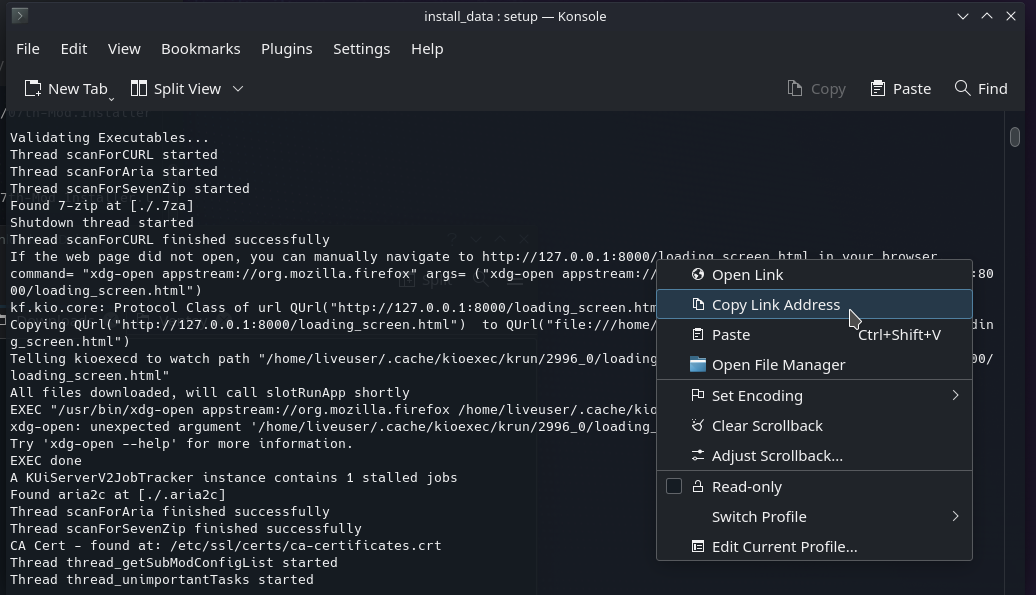 install_data : setup — Konsole
File Edit View Bookmarks Plugins Settings Help
New Tab Split View Copy Paste Find
Validating Executables...
Thread scanForCURL started
Thread scanForAria started
Thread scanForSevenZip started
Found 7-zip at [./.7za]
Shutdown thread started
Thread scanForCURL finished successfully
If the web page did not open, you can manually navigate to http://127.0.0.1:8000/loading_screen.html in your browser
command= "xdg-open appstream://org.mozilla.firefox" args= ("xdg-open appstream:// :80
00/loading_screen.html")
kf.kio.core: Protocol Class of url QUrl("http://127.0.0.1:8000/loading_screen.htm
Copying QUrl("http://127.0.0.1:8000/loading_screen.html")  to QUrl("file:///home/ din
g_screen.html")
Telling kioexecd to watch path "/home/liveuser/.cache/kioexec/krun/2996_0/loading 00/
loading_screen.html"
All files downloaded, will call slotRunApp shortly
EXEC "/usr/bin/xdg-open appstream://org.mozilla.firefox /home/liveuser/.cache/kio
xdg-open: unexpected argument '/home/liveuser/.cache/kioexec/krun/2996_0/loading_
Try 'xdg-open --help' for more information.
EXEC done
A KUiServerV2JobTracker instance contains 1 stalled jobs
Found aria2c at [./.aria2c]
Thread scanForAria finished successfully
Thread scanForSevenZip finished successfully
CA Cert - found at: /etc/ssl/certs/ca-certificates.crt
Thread thread_getSubModConfigList started
Thread thread_unimportantTasks started
Open Link
Copy Link Address
Paste Ctrl+Shift+V
Open File Manager
Set Encoding
Clear Scrollback
Adjust Scrollback...
Read-only
Switch Profile
Edit Current Profile...